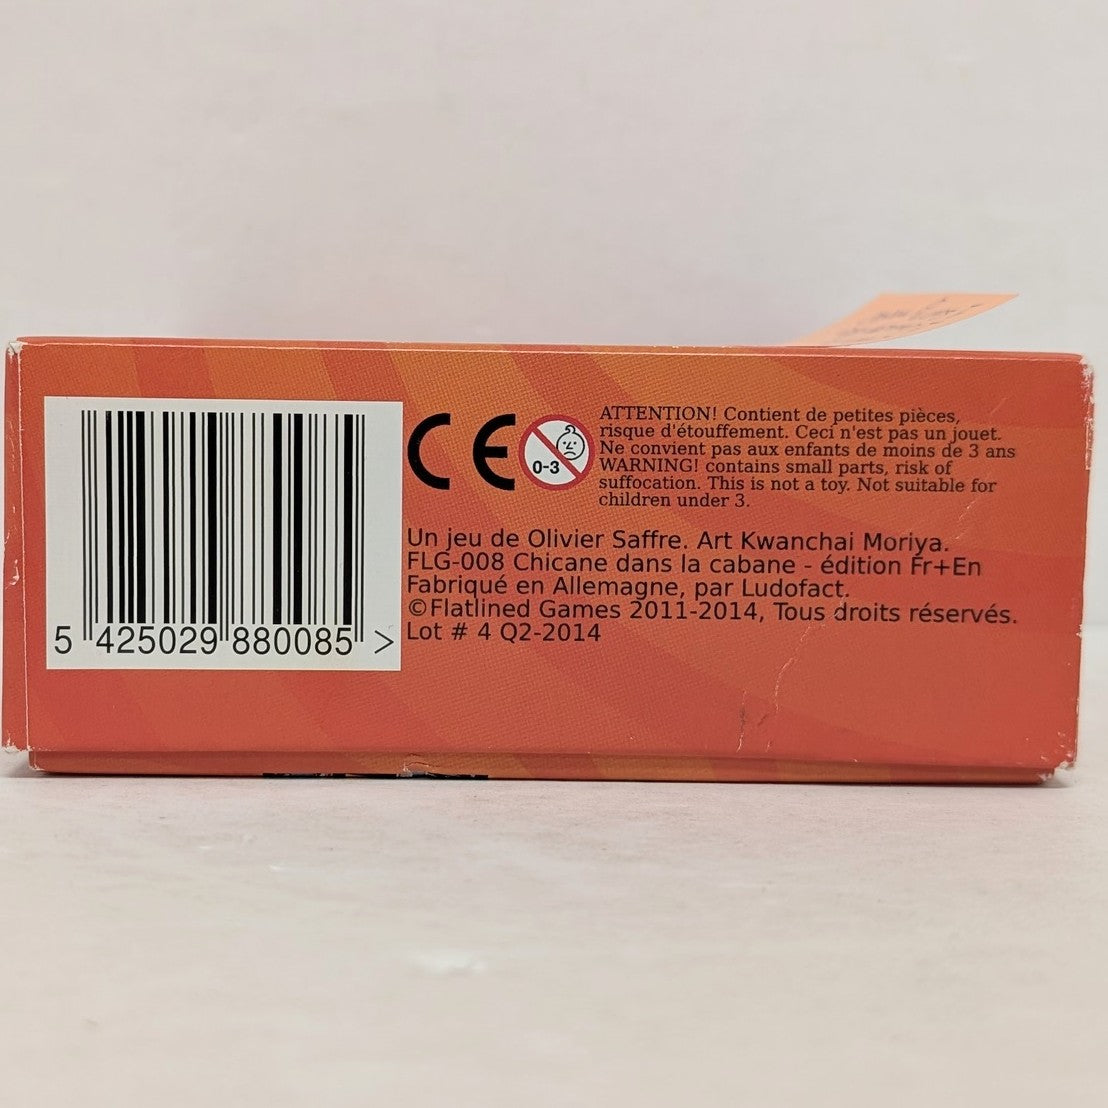 ATTENTION! Contient de petites pièces,
risque d'étouffement. Ceci n'est pas un jouet.
Ne convient pas aux enfants de moins de 3 ans
WARNING! contains small parts, risk of
suffocation. This is not a toy. Not suitable for
children under 3.
CE
0-3
Un jeu de Olivier Saffre. Art Kwanchai Moriya.
FLG-008 Chicane dans la cabane - édition Fr+En
Fabriqué en Allemagne, par Ludofact.
©Flatlined Games 2011-2014, Tous droits réservés.
Lot # 4 Q2-2014
5 425029 880085 >